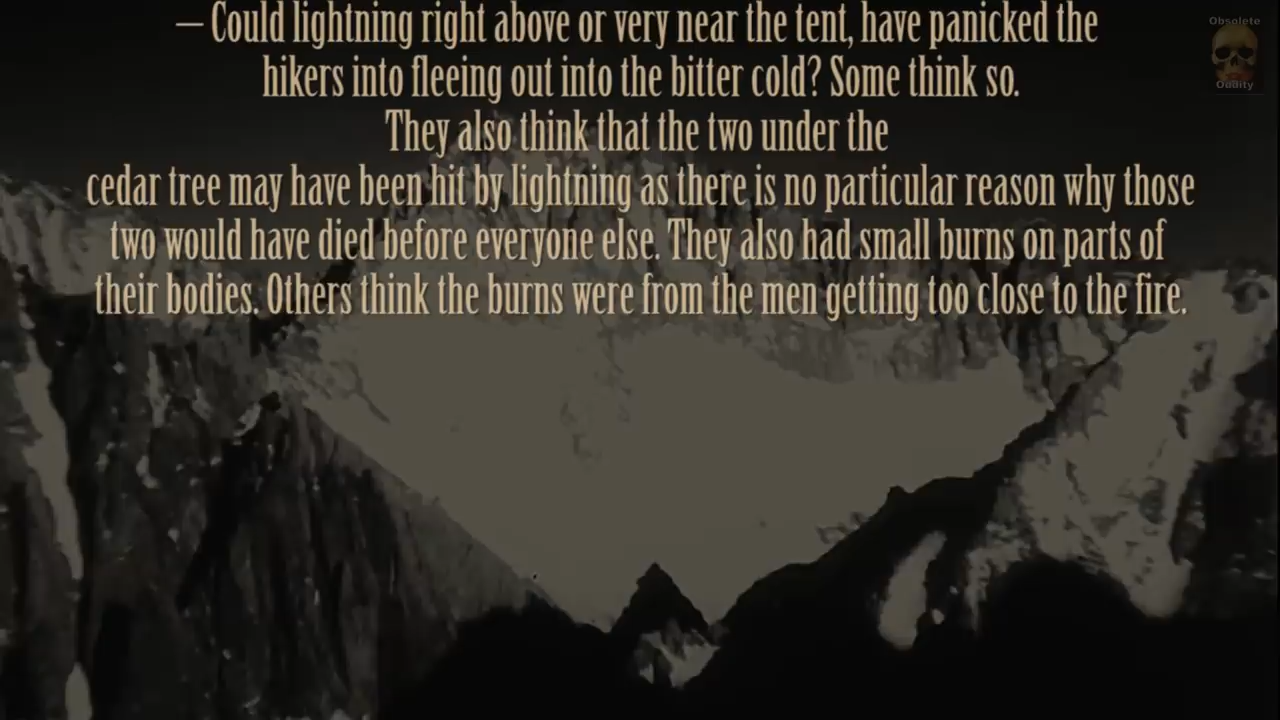 — Could lightning right above or very near the tent, have panicked the
hikers into fleeing out into the bitter cold? Some think so.
They also think that the two under the
cedar tree may have been hit by lightning as there is no particular reason why those
two would have died before everyone else. They also had small burns on parts of
their bodies. Others think the burns were from the men getting too close to the fire.
Obsolete
Oddity